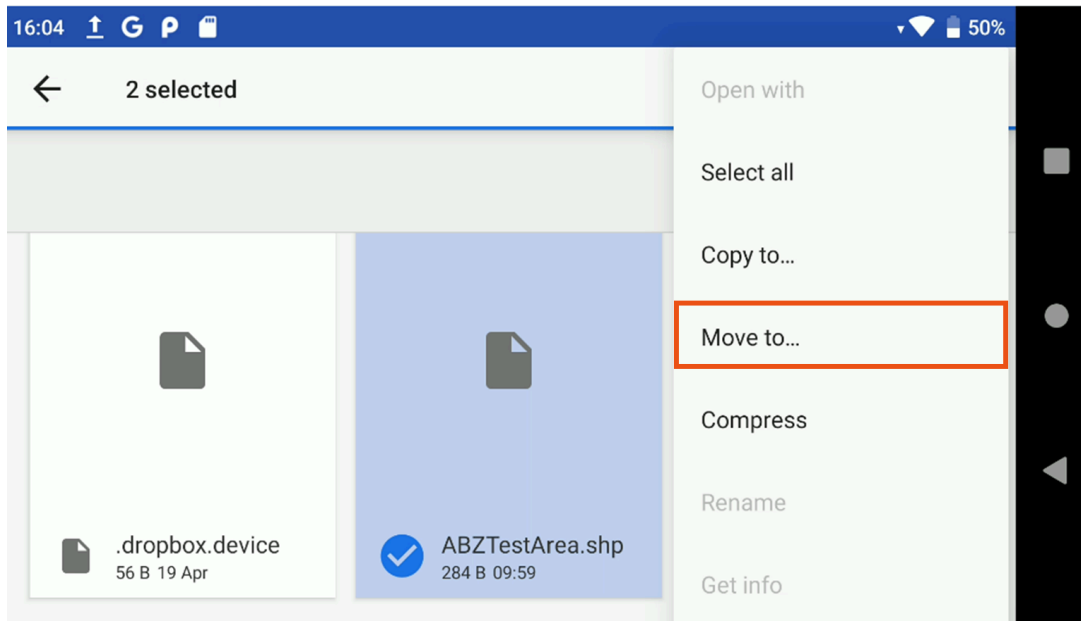 16:04
50%
2 selected
Open with
Select all
Copy to…
Move to…
Compress
Rename
Get info
.dropbox.device
56 B 19 Apr
ABZTestArea.shp
284 B 09:59